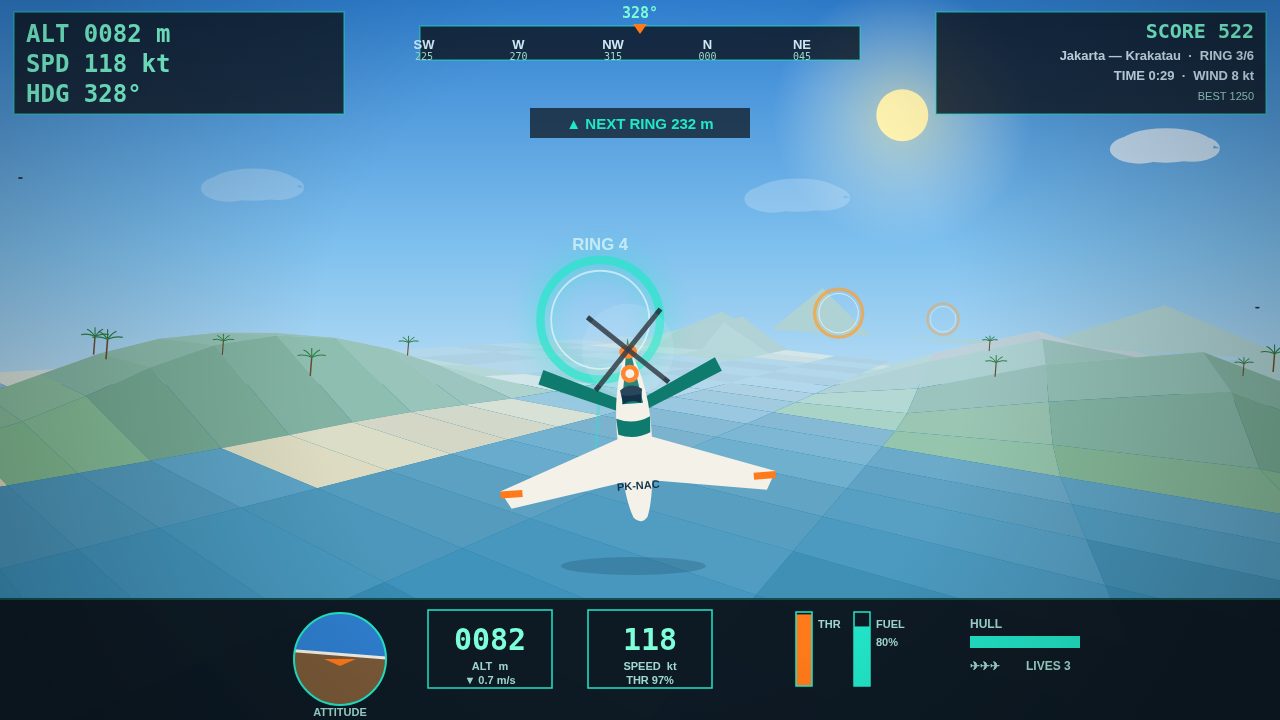 ALT 0082 m
SPD 118 kt
HDG 328°
328°
SW W NW N NE
225 270 315 000 045
SCORE 522
Jakarta — Krakatau · RING 3/6
TIME 0:29 · WIND 8 kt
BEST 1250
▲ NEXT RING 232 m
RING 4
PK-NAC
ATTITUDE
0082
ALT m
▼ 0.7 m/s
118
SPEED kt
THR 97%
THR
FUEL
80%
HULL
✈✈✈ LIVES 3